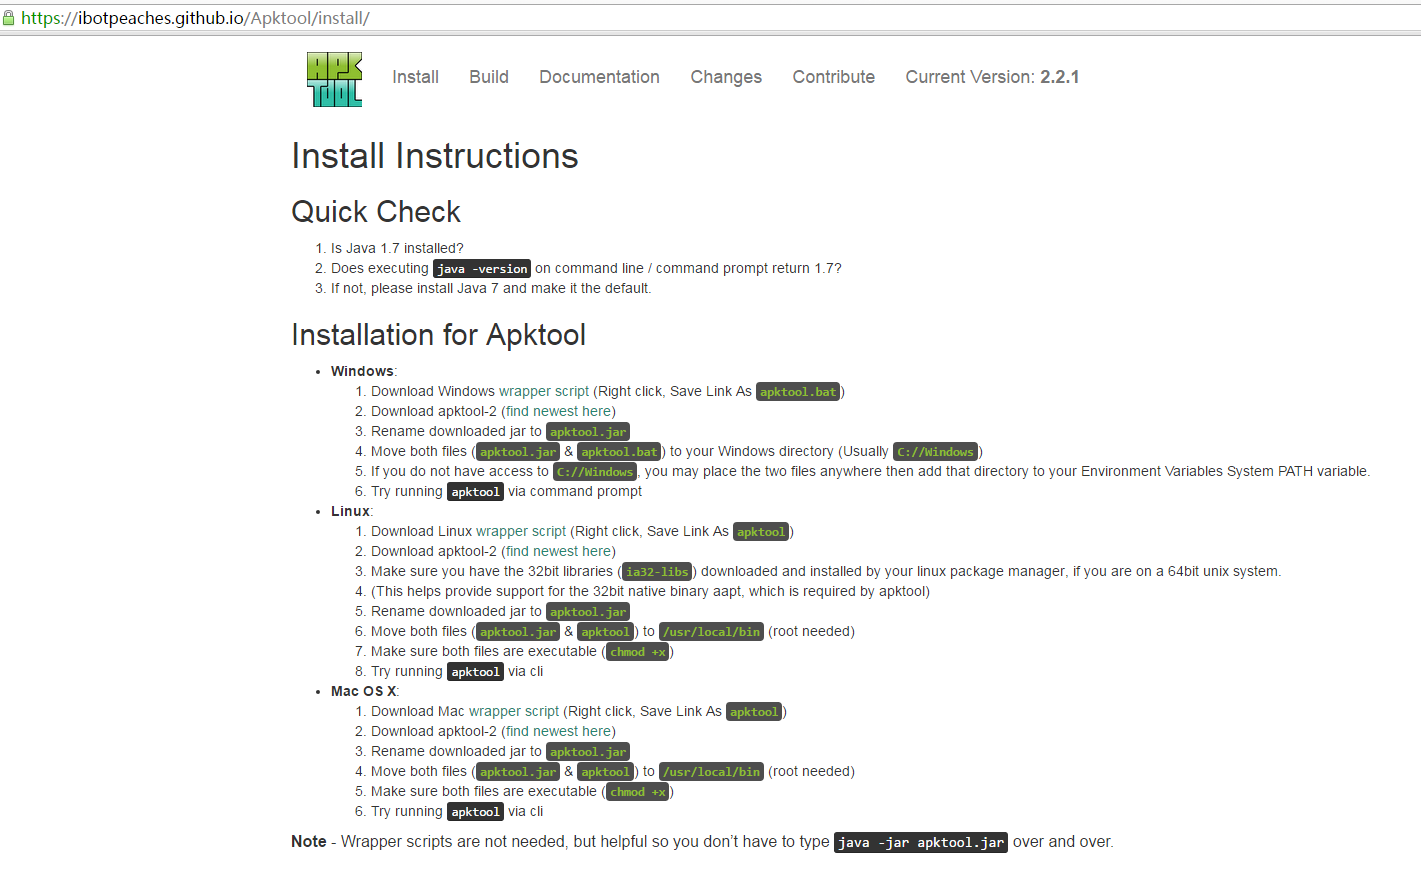 https://ibotpeaches.github.io/Apktool/install/
APK
TOOL
Install Build Documentation Changes Contribute Current Version: 2.2.1
Install Instructions
Quick Check
1. Is Java 1.7 installed?
2. Does executing java -version on command line / command prompt return 1.7?
3. If not, please install Java 7 and make it the default.
Installation for Apktool
• Windows:
1. Download Windows wrapper script (Right click, Save Link As apktool.bat)
2. Download apktool-2 (find newest here)
3. Rename downloaded jar to apktool.jar
4. Move both files (apktool.jar & apktool.bat) to your Windows directory (Usually C://Windows)
5. If you do not have access to C://Windows, you may place the two files anywhere then add that directory to your Environment Variables System PATH variable.
6. Try running apktool via command prompt
• Linux:
1. Download Linux wrapper script (Right click, Save Link As apktool)
2. Download apktool-2 (find newest here)
3. Make sure you have the 32bit libraries (ia32-libs) downloaded and installed by your linux package manager, if you are on a 64bit unix system.
4. (This helps provide support for the 32bit native binary aapt, which is required by apktool)
5. Rename downloaded jar to apktool.jar
6. Move both files (apktool.jar & apktool) to /usr/local/bin (root needed)
7. Make sure both files are executable (chmod +x)
8. Try running apktool via cli
• Mac OS X:
1. Download Mac wrapper script (Right click, Save Link As apktool)
2. Download apktool-2 (find newest here)
3. Rename downloaded jar to apktool.jar
4. Move both files (apktool.jar & apktool) to /usr/local/bin (root needed)
5. Make sure both files are executable (chmod +x)
6. Try running apktool via cli
Note - Wrapper scripts are not needed, but helpful so you don’t have to type java -jar apktool.jar over and over.